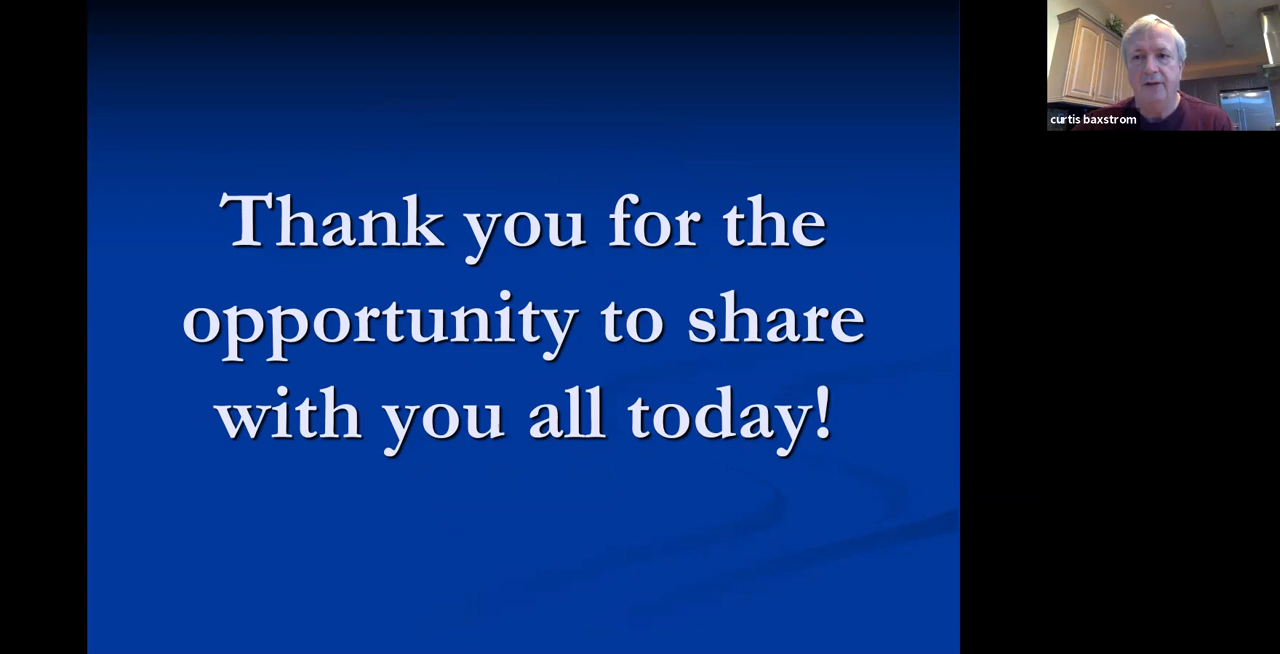 Thank you for the
opportunity to share
with you all today!
curtis baxstrom